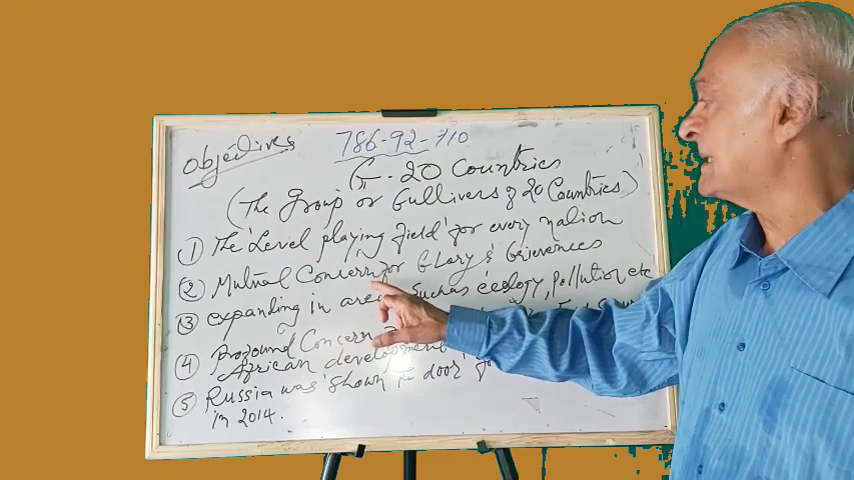 Objectives
786-92-110
G-20 Countries
(The Group or Gullivers of 20 Countries)
① The 'Level playing field' for every nation
② Mutual Concern for Glory & Grievences
③ expanding in areas such as ecology, Pollution etc
④ Profound Concern
African development
⑤ Russia was 'shown the door'
in 2014.